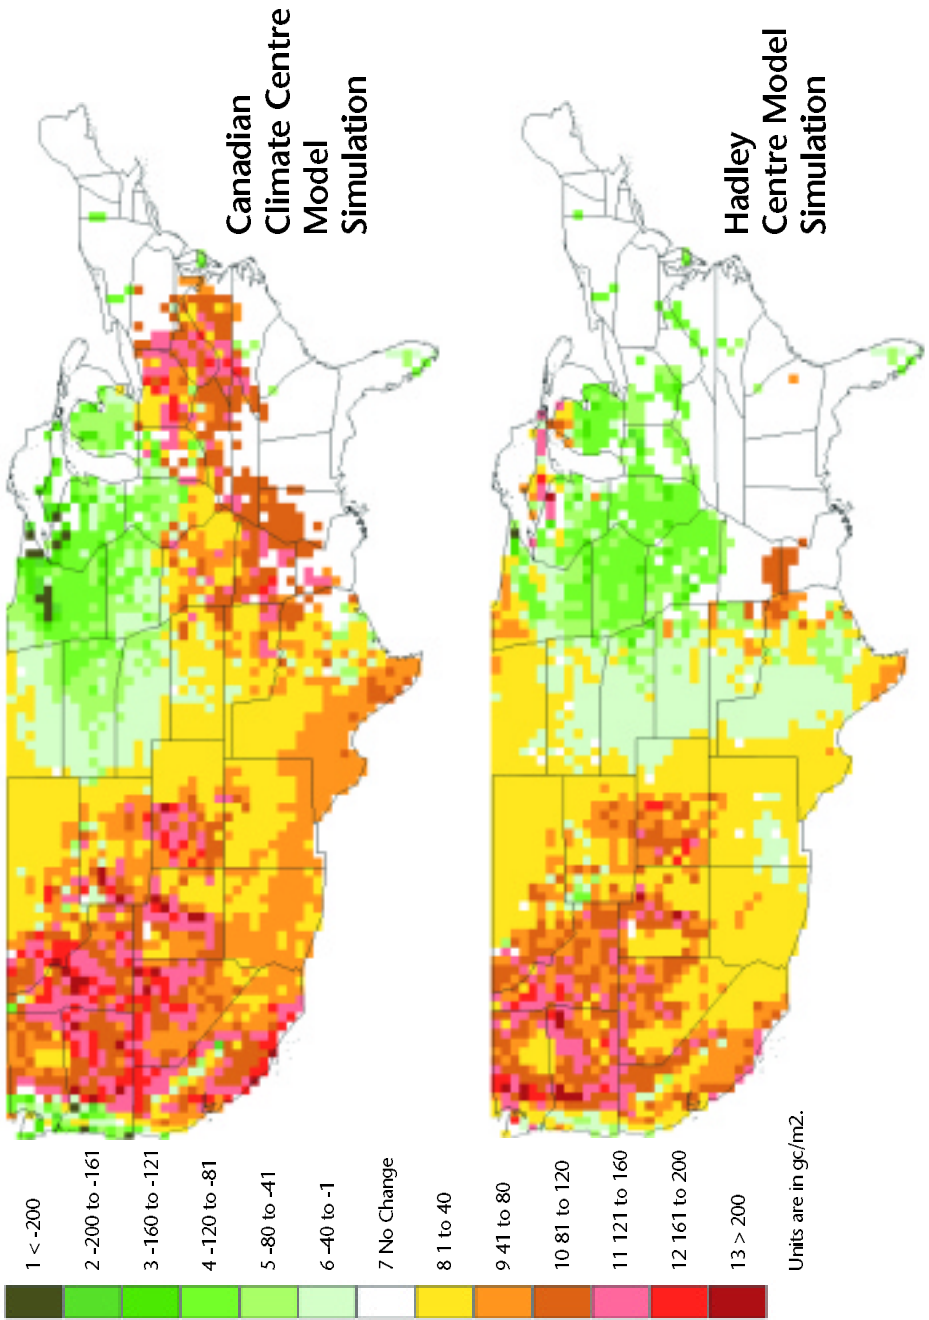 Canadian
Climate Centre
Model
Simulation
Hadley
Centre Model
Simulation
1 < -200
2 -200 to -161
3 -160 to -121
4 -120 to -81
5 -80 to -41
6 -40 to -1
7 No Change
8 1 to 40
9 41 to 80
10 81 to 120
11 121 to 160
12 161 to 200
13 > 200
Units are in gc/m2.